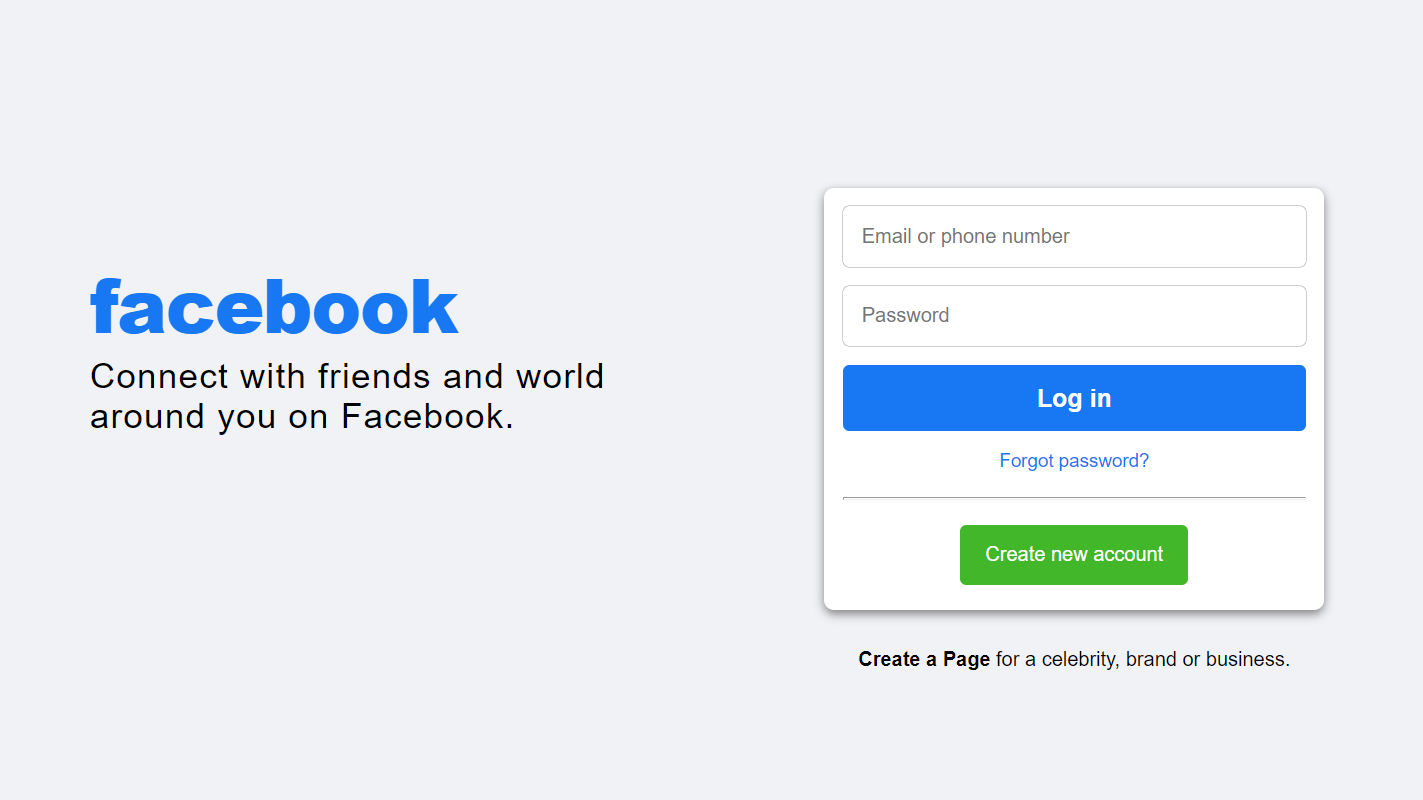 facebook
Connect with friends and world
around you on Facebook.
Email or phone number
Password
Log in
Forgot password?
Create new account
Create a Page for a celebrity, brand or business.